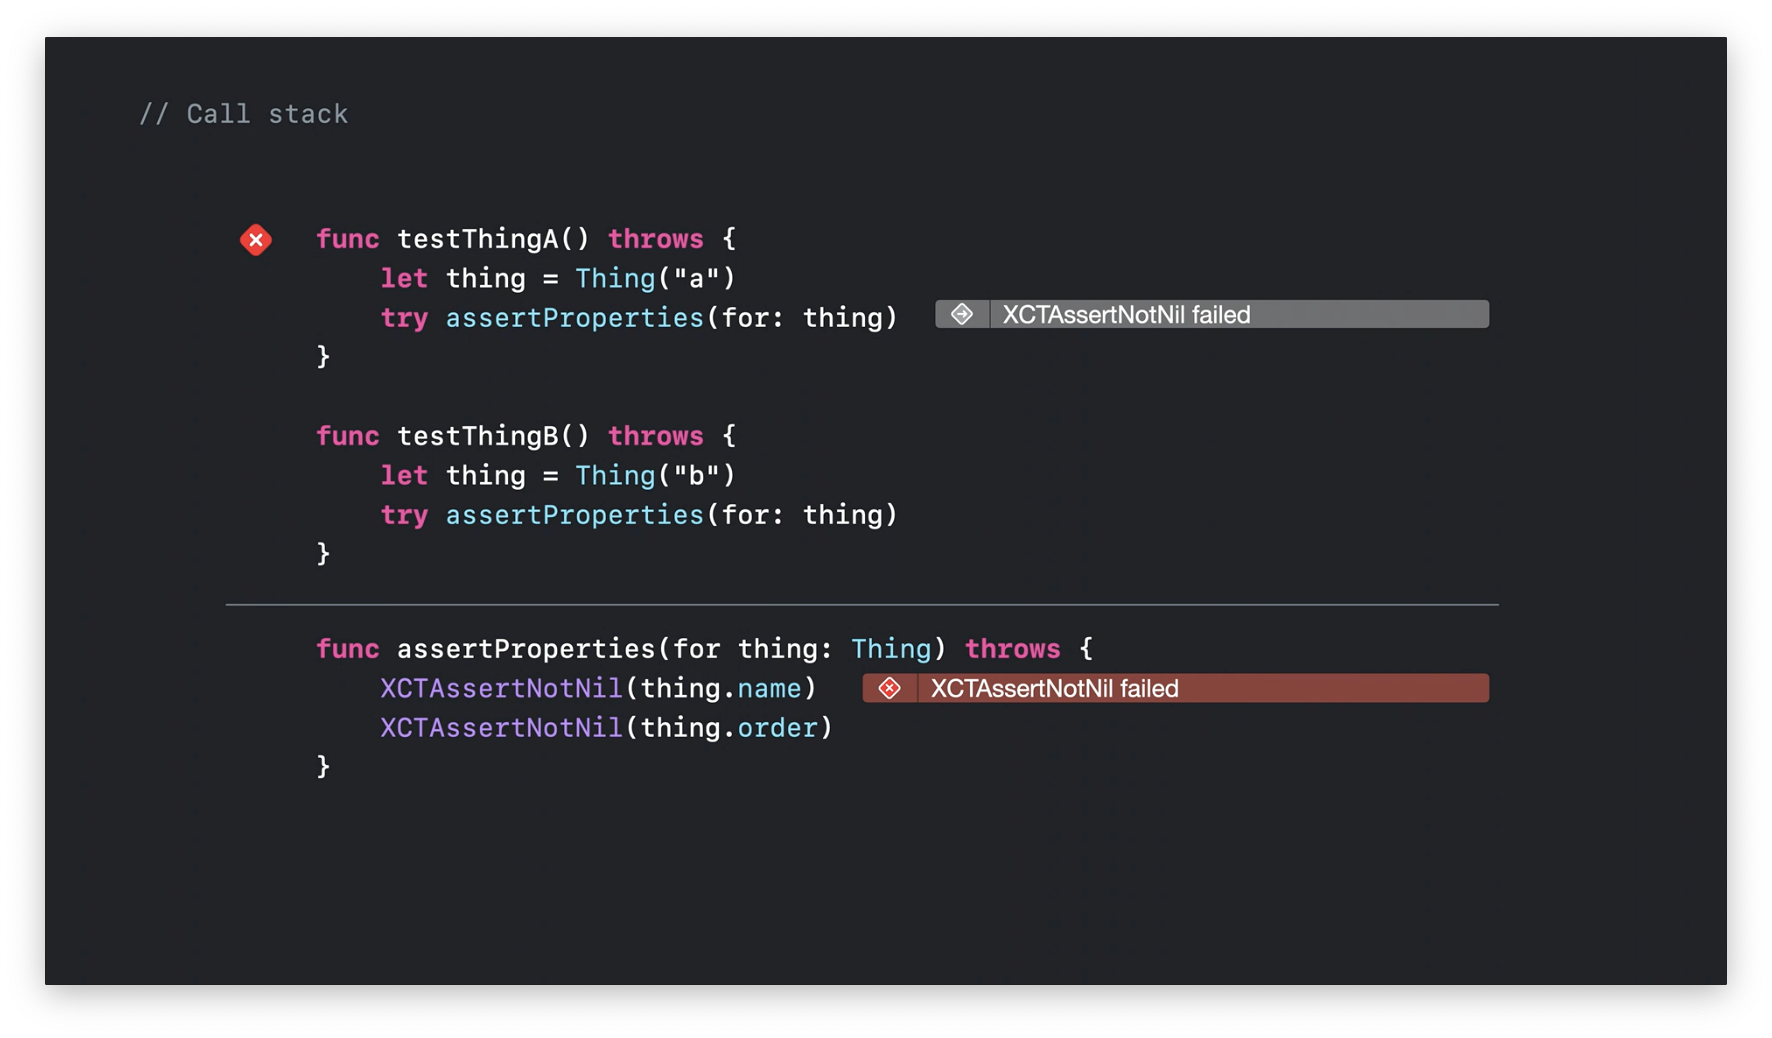 // Call stack
func testThingA() throws {
    let thing = Thing("a")
    try assertProperties(for: thing) XCTAssertNotNil failed
}
func testThingB() throws {
    let thing = Thing("b")
    try assertProperties(for: thing)
}
func assertProperties(for thing: Thing) throws {
    XCTAssertNotNil(thing.name) XCTAssertNotNil failed
    XCTAssertNotNil(thing.order)
}